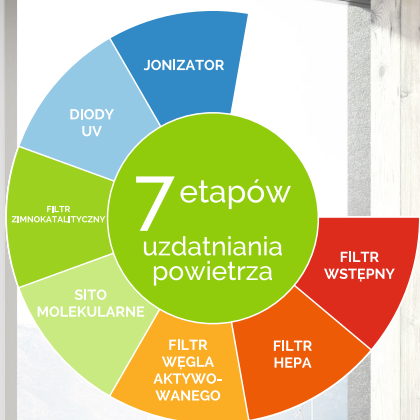 JONIZATOR
DIODY
UV
FILTR
ZIMNOKATALITYCZNY
SITO
MOLEKULARNE
FILTR
WĘGLA
AKTYWO-
WANEGO
FILTR
HEPA
FILTR
WSTĘPNY
7 etapów
uzdatniania
powietrza